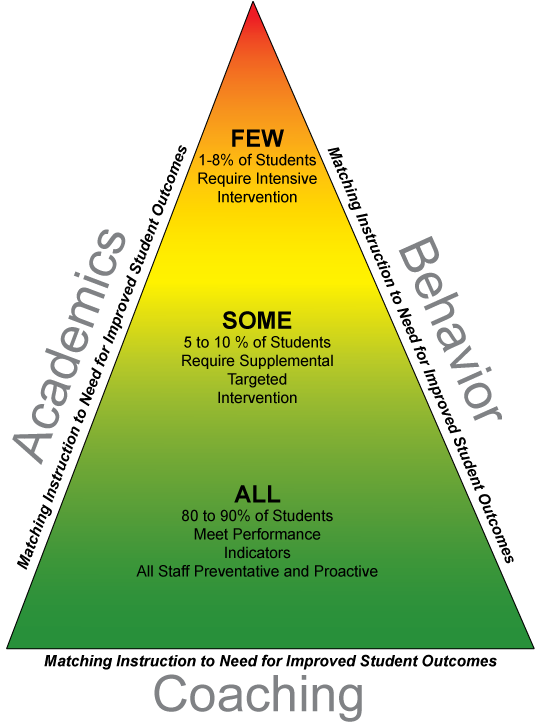 FEW
1-8% of Students
Require Intensive
Intervention
SOME
5 to 10 % of Students
Require Supplemental
Targeted
Intervention
ALL
80 to 90% of Students
Meet Performance
Indicators
All Staff Preventative and Proactive
Academics
Matching Instruction to Need for Improved Student Outcomes
Behavior
Matching Instruction to Need for Improved Student Outcomes
Matching Instruction to Need for Improved Student Outcomes
Coaching